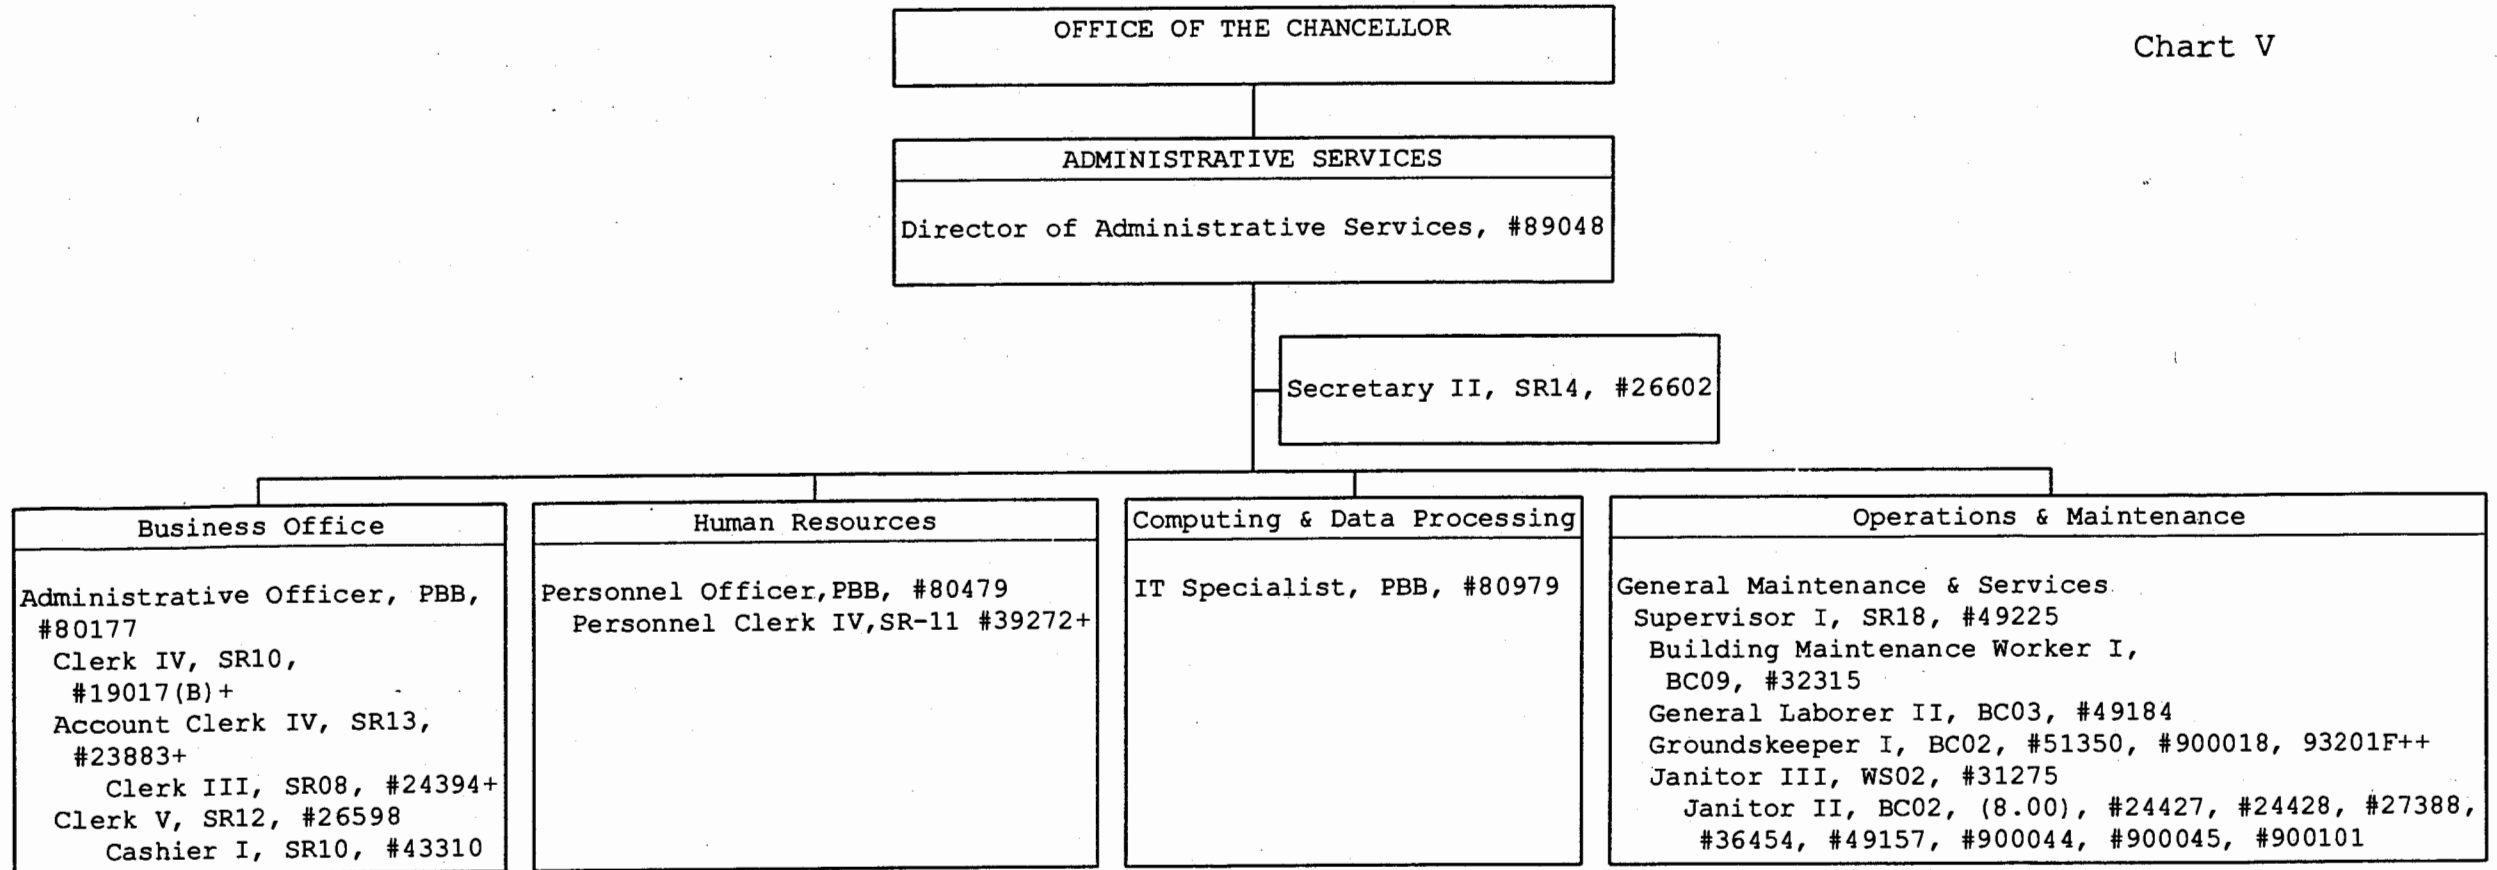 OFFICE OF THE CHANCELLOR
Chart V
ADMINISTRATIVE SERVICES
Director of Administrative Services, #89048
Secretary II, SR14, #26602
Business Office
Administrative Officer, PBB,
#80177
Clerk IV, SR10,
#19017(B)+
Account Clerk IV, SR13,
#23883+
Clerk III, SR08, #24394+
Clerk V, SR12, #26598
Cashier I, SR10, #43310
Human Resources
Personnel Officer,PBB, #80479
Personnel Clerk IV,SR-11 #39272+
Computing & Data Processing
IT Specialist, PBB, #80979
Operations & Maintenance
General Maintenance & Services
Supervisor I, SR18, #49225
Building Maintenance Worker I,
BC09, #32315
General Laborer II, BC03, #49184
Groundskeeper I, BC02, #51350, #900018, 93201F++
Janitor III, WS02, #31275
Janitor II, BC02, (8.00), #24427, #24428, #27388,
#36454, #49157, #900044, #900045, #900101